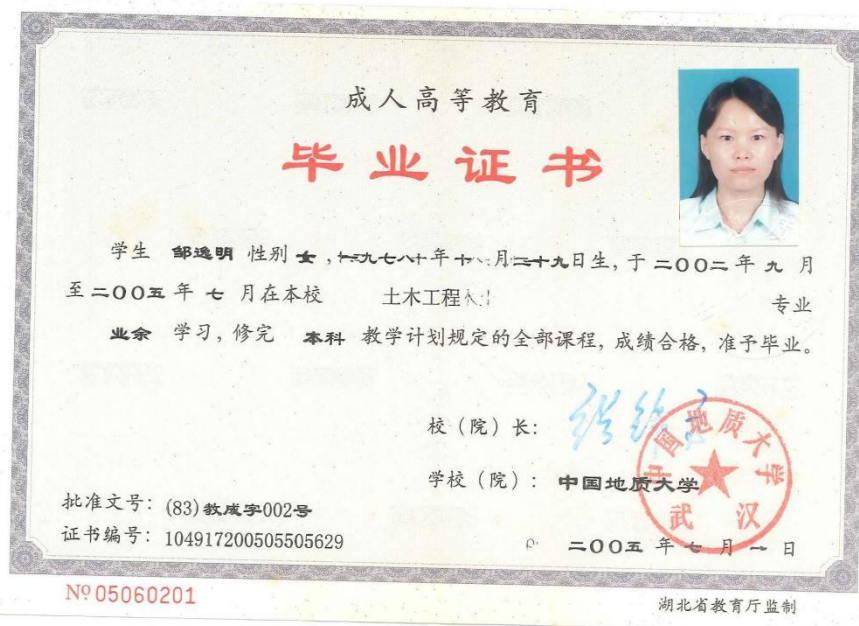 成人高等教育
毕业证书
学生 邹逸明 性别 女，一九七八年十一月二十九日生，于 二〇〇二 年 九 月
至 二〇〇五 年 七 月在本校 土木工程 专业
业余 学习，修完 本科 教学计划规定的全部课程，成绩合格，准予毕业。
校（院）长：
学校（院）：中国地质大学
中国地质大学
武汉
批准文号：(83)教成字002号
证书编号：104917200505505629
二〇〇五 年 七 月 一 日
№ 05060201
湖北省教育厅监制